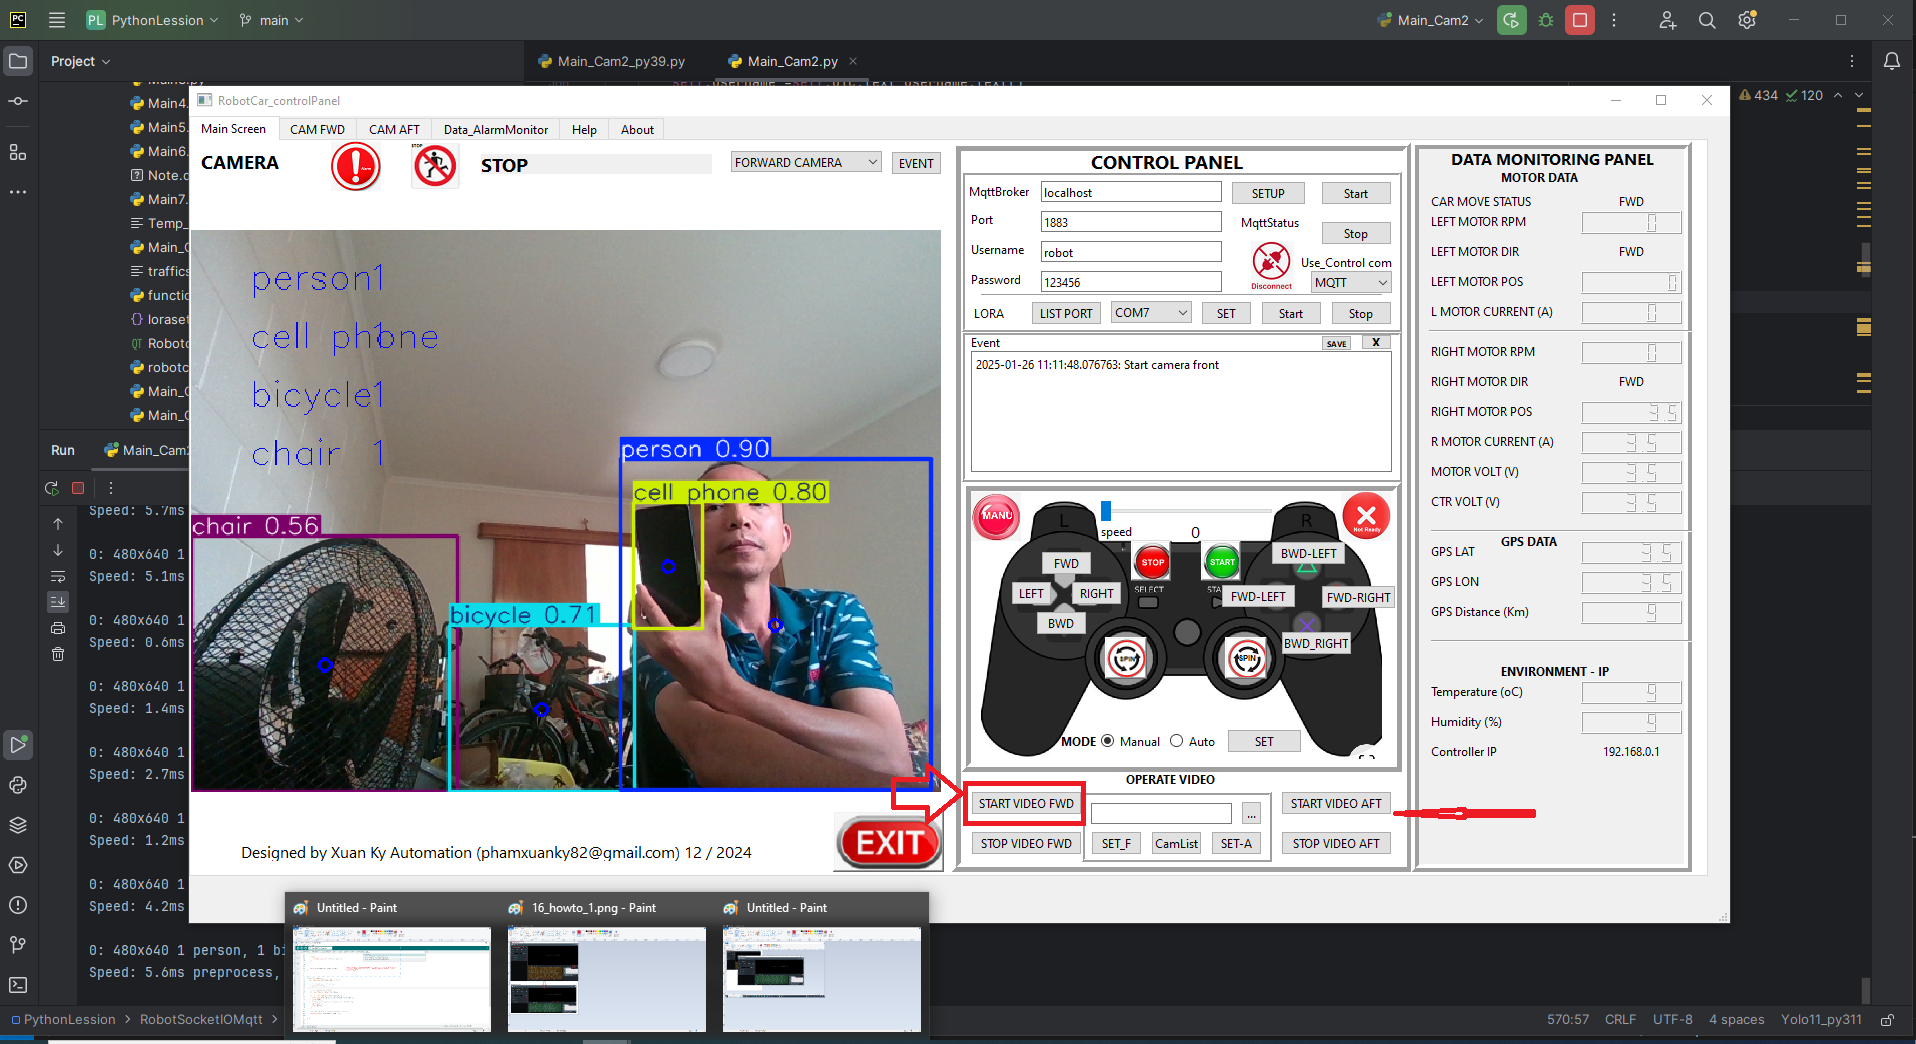 PC
PL PythonLession
main
Main_Cam2
Project
Main_Cam2_py39.py
Main_Cam2.py
434
120
Main4.
Main5.
Main6.
Note.
Main7.
Temp_
Main_
traffics
functio
loraset
QT
robotc
Main_
Main_
RobotCar_controlPanel
Main Screen
CAM FWD
CAM AFT
Data_AlarmMonitor
Help
About
CAMERA
STOP
STOP
FORWARD CAMERA
EVENT
person1
cell phone
1
bicycle1
chair 1
person 0.90
cell phone 0.80
chair 0.56
bicycle 0.71
Designed by Xuan Ky Automation (phamxuanky82@gmail.com) 12 / 2024
EXIT
CONTROL PANEL
MqttBroker
localhost
SETUP
Start
Port
1883
MqttStatus
Stop
Username
robot
Use_Control com
Password
123456
Disconnect
MQTT
LORA
LIST PORT
COM7
SET
Start
Stop
Event
SAVE
X
2025-01-26 11:11:48.076763: Start camera front
MANU
L
R
speed
0
Not Ready
FWD
LEFT
RIGHT
BWD
STOP
START
SELECT
BWD-LEFT
FWD-LEFT
FWD-RIGHT
BWD_RIGHT
SPIN
SPIN
MODE
Manual
Auto
SET
OPERATE VIDEO
START VIDEO FWD
...
START VIDEO AFT
STOP VIDEO FWD
SET_F
CamList
SET-A
STOP VIDEO AFT
DATA MONITORING PANEL
MOTOR DATA
CAR MOVE STATUS FWD
LEFT MOTOR RPM 0
LEFT MOTOR DIR FWD
LEFT MOTOR POS 0
L MOTOR CURRENT (A) 0
RIGHT MOTOR RPM 0
RIGHT MOTOR DIR FWD
RIGHT MOTOR POS 3.5
R MOTOR CURRENT (A) 3.5
MOTOR VOLT (V) 3.5
CTR VOLT (V) 3.5
GPS DATA
GPS LAT 3.5
GPS LON 3.5
GPS Distance (Km) 9
ENVIRONMENT - IP
Temperature (oC) 9
Humidity (%) 9
Controller IP 192.168.0.1
Run
Main_Cam
Speed: 5.7ms
0: 480x640 1
Speed: 5.1ms
0: 480x640 1
Speed: 0.6ms
0: 480x640 1
Speed: 1.4ms
0: 480x640 1
Speed: 2.7ms
0: 480x640 1
Speed: 1.2ms
0: 480x640 1
Speed: 4.2ms
0: 480x640 1 person, 1 bi
Speed: 5.6ms preprocess,
Untitled - Paint
16_howto_1.png - Paint
Untitled - Paint
PythonLession > RobotSocketIOMqtt >
570:57
CRLF
UTF-8
4 spaces
Yolo11_py311